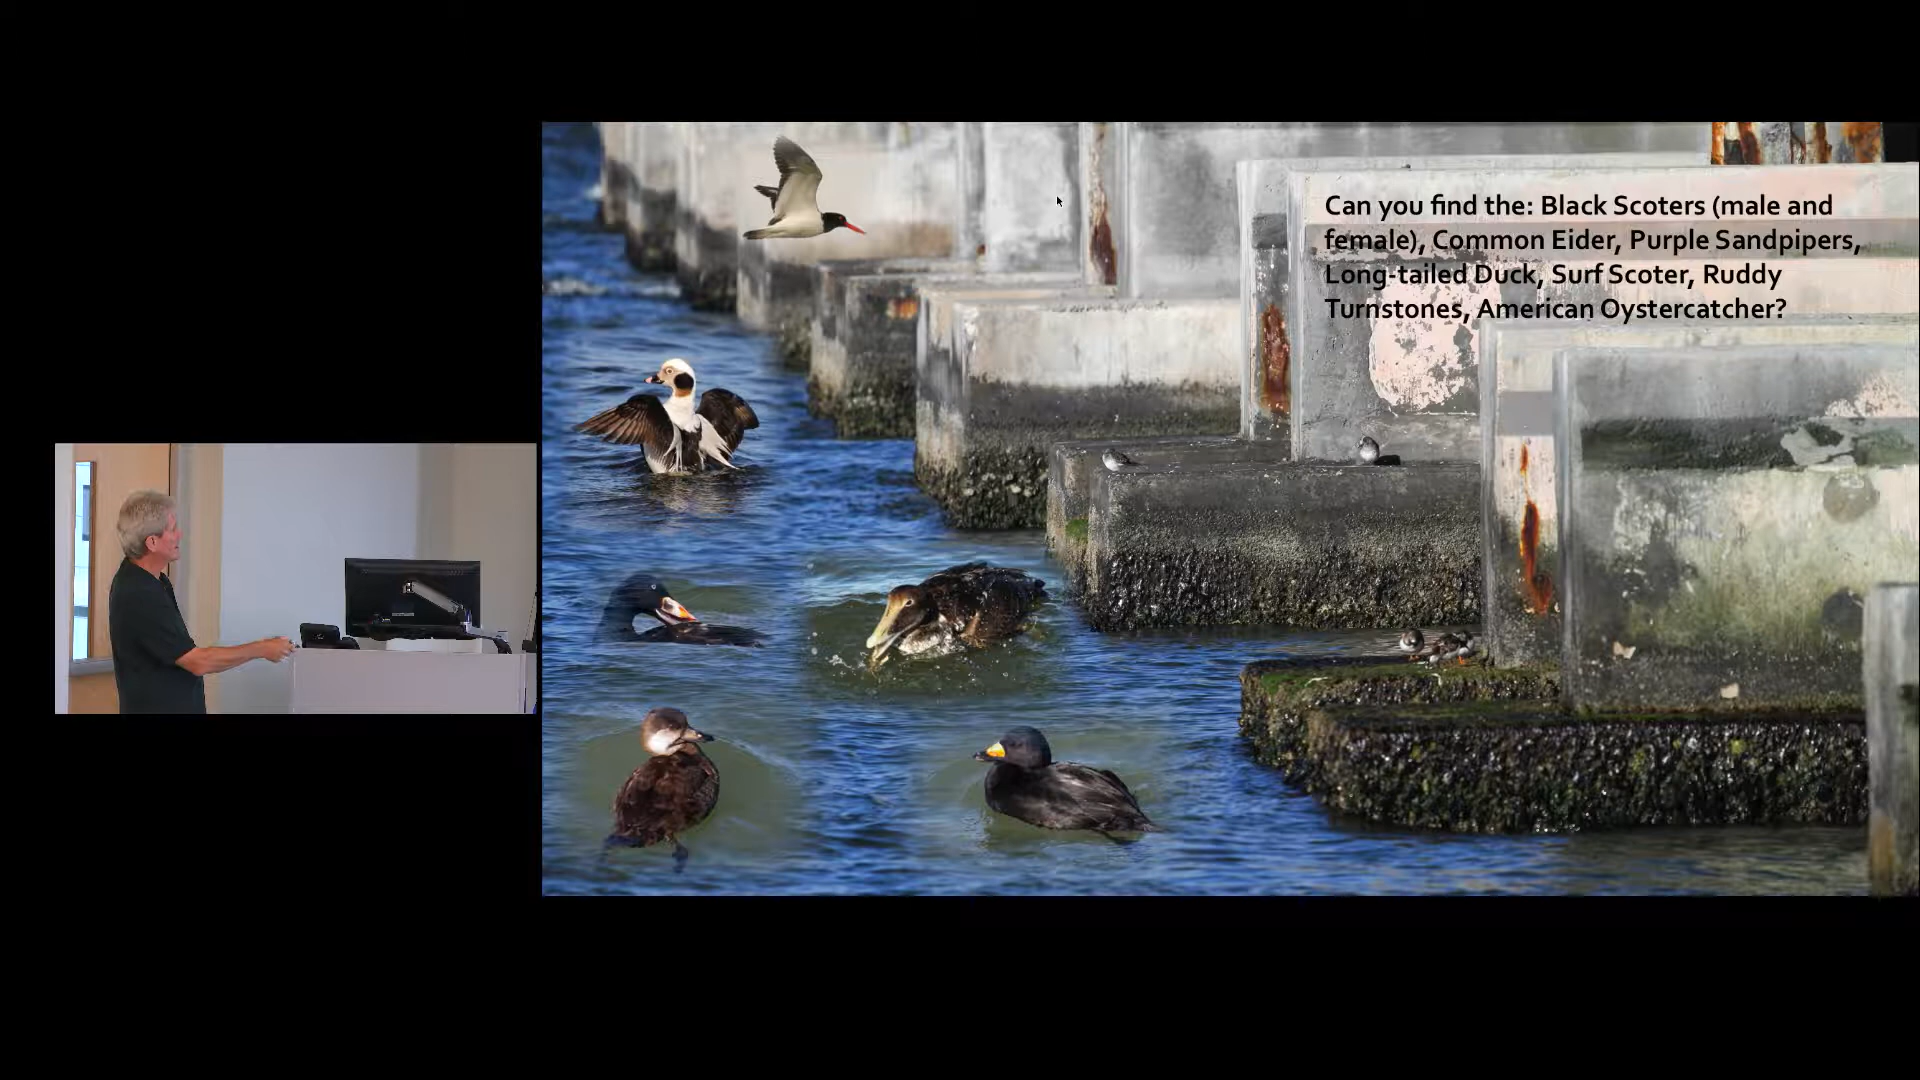 Can you find the: Black Scoters (male and
female), Common Eider, Purple Sandpipers,
Long-tailed Duck, Surf Scoter, Ruddy
Turnstones, American Oystercatcher?